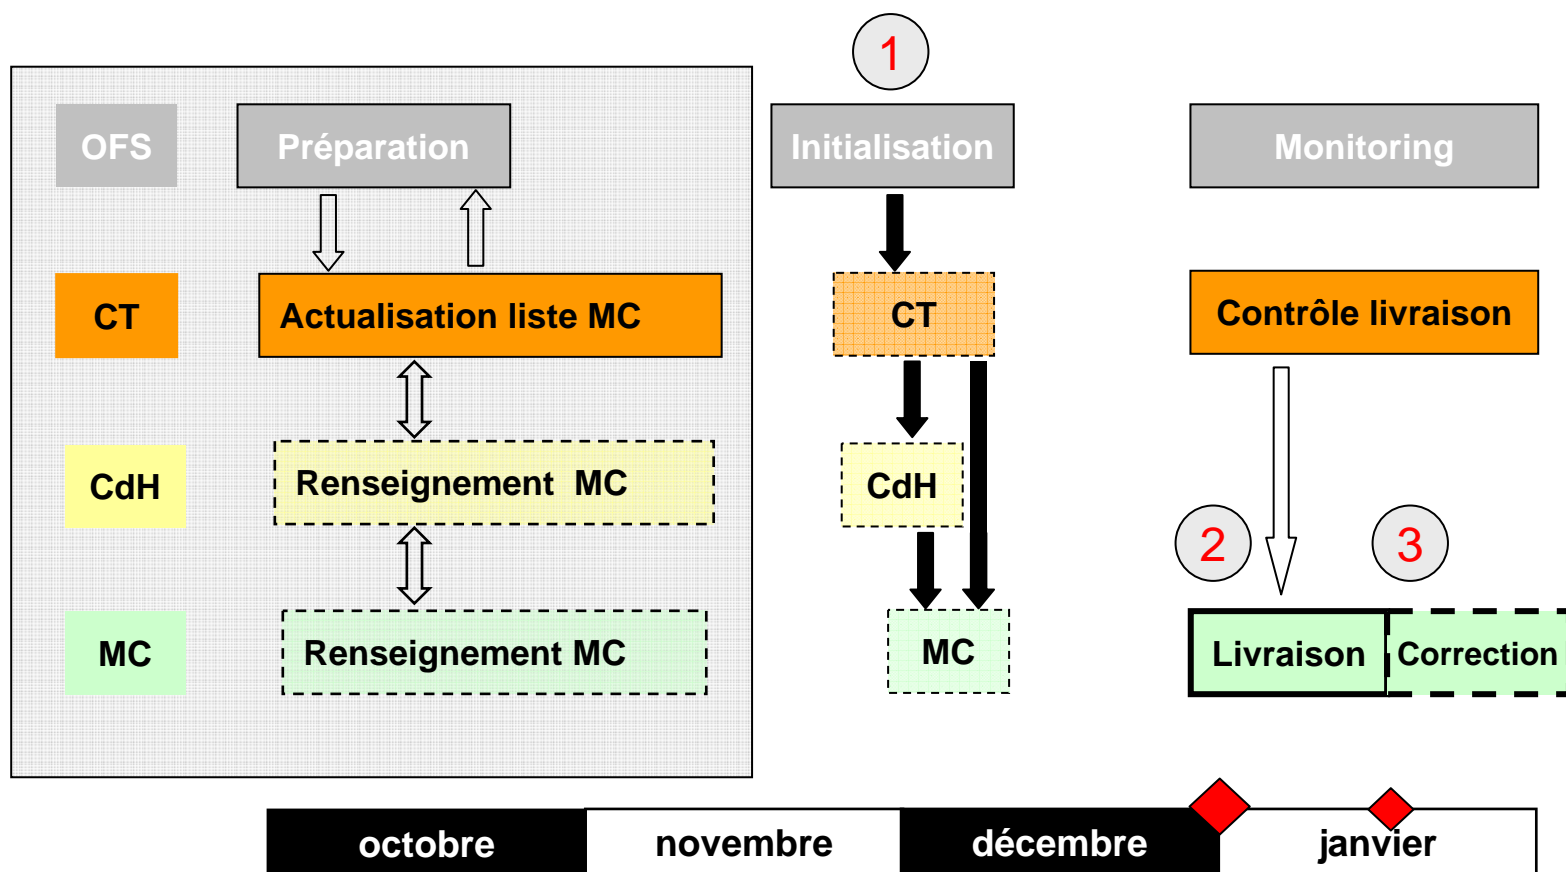 1
OFS
Préparation
Initialisation
Monitoring
CT
Actualisation liste MC
CT
Contrôle livraison
CdH
Renseignement  MC
CdH
2
3
MC
Renseignement MC
MC
Livraison
Correction
octobre
novembre
décembre
janvier